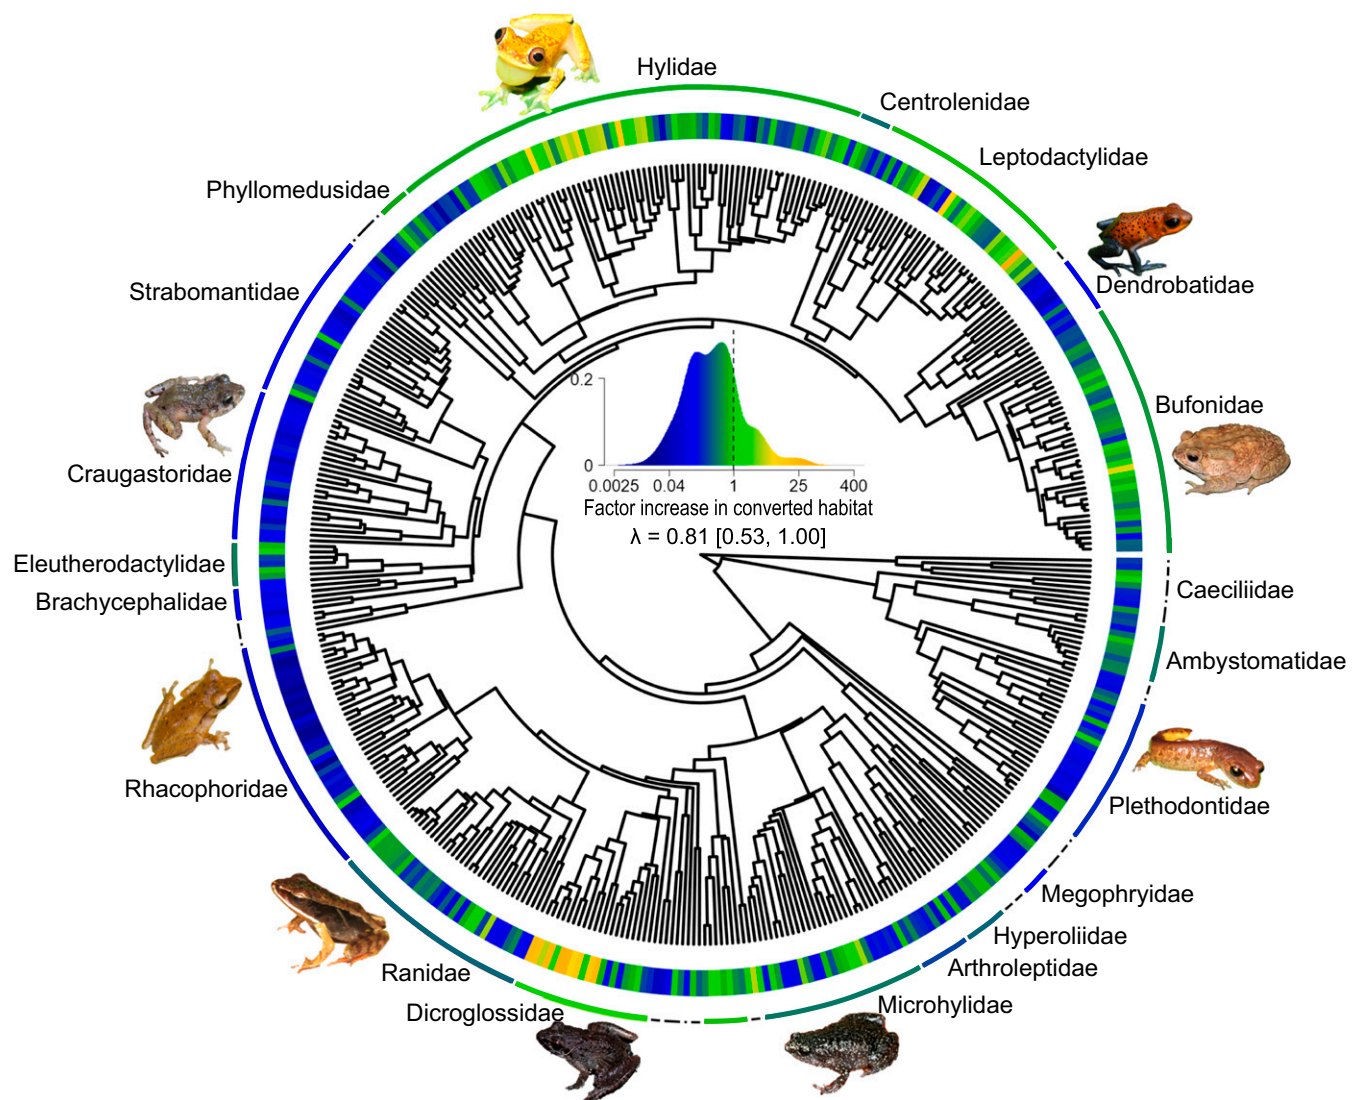 Hylidae
Centrolenidae
Leptodactylidae
Phyllomedusidae
Dendrobatidae
Strabomantidae
Bufonidae
Craugastoridae
0.2
0
0.0025 0.04 1 25 400
Factor increase in converted habitat
λ = 0.81 [0.53, 1.00]
Eleutherodactylidae
Brachycephalidae
Caeciliidae
Ambystomatidae
Rhacophoridae
Plethodontidae
Megophryidae
Hyperoliidae
Arthroleptidae
Ranidae
Microhylidae
Dicroglossidae